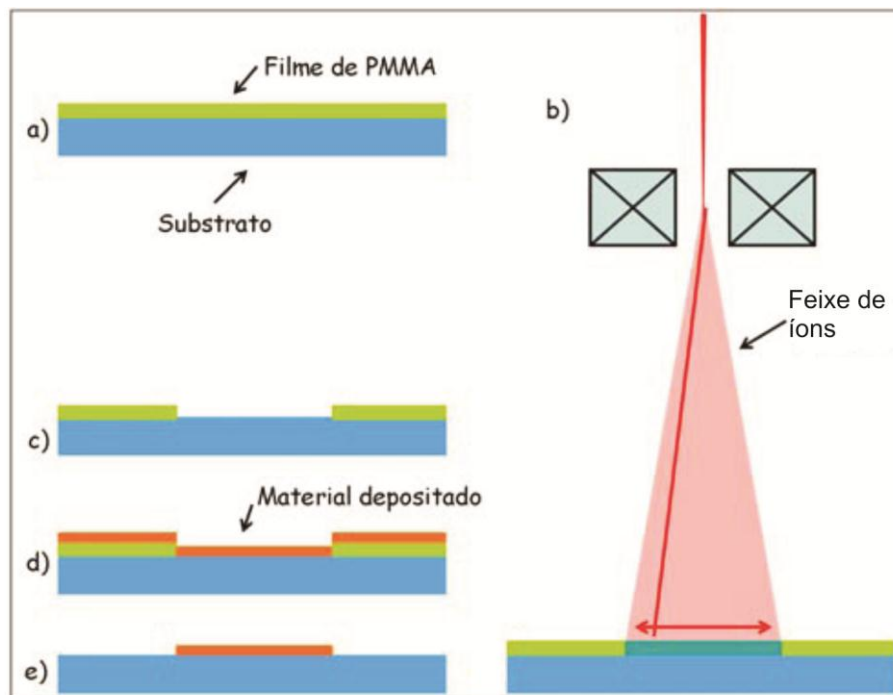 Filme de PMMA
a)
Substrato
b)
Feixe de
íons
c)
Material depositado
d)
e)